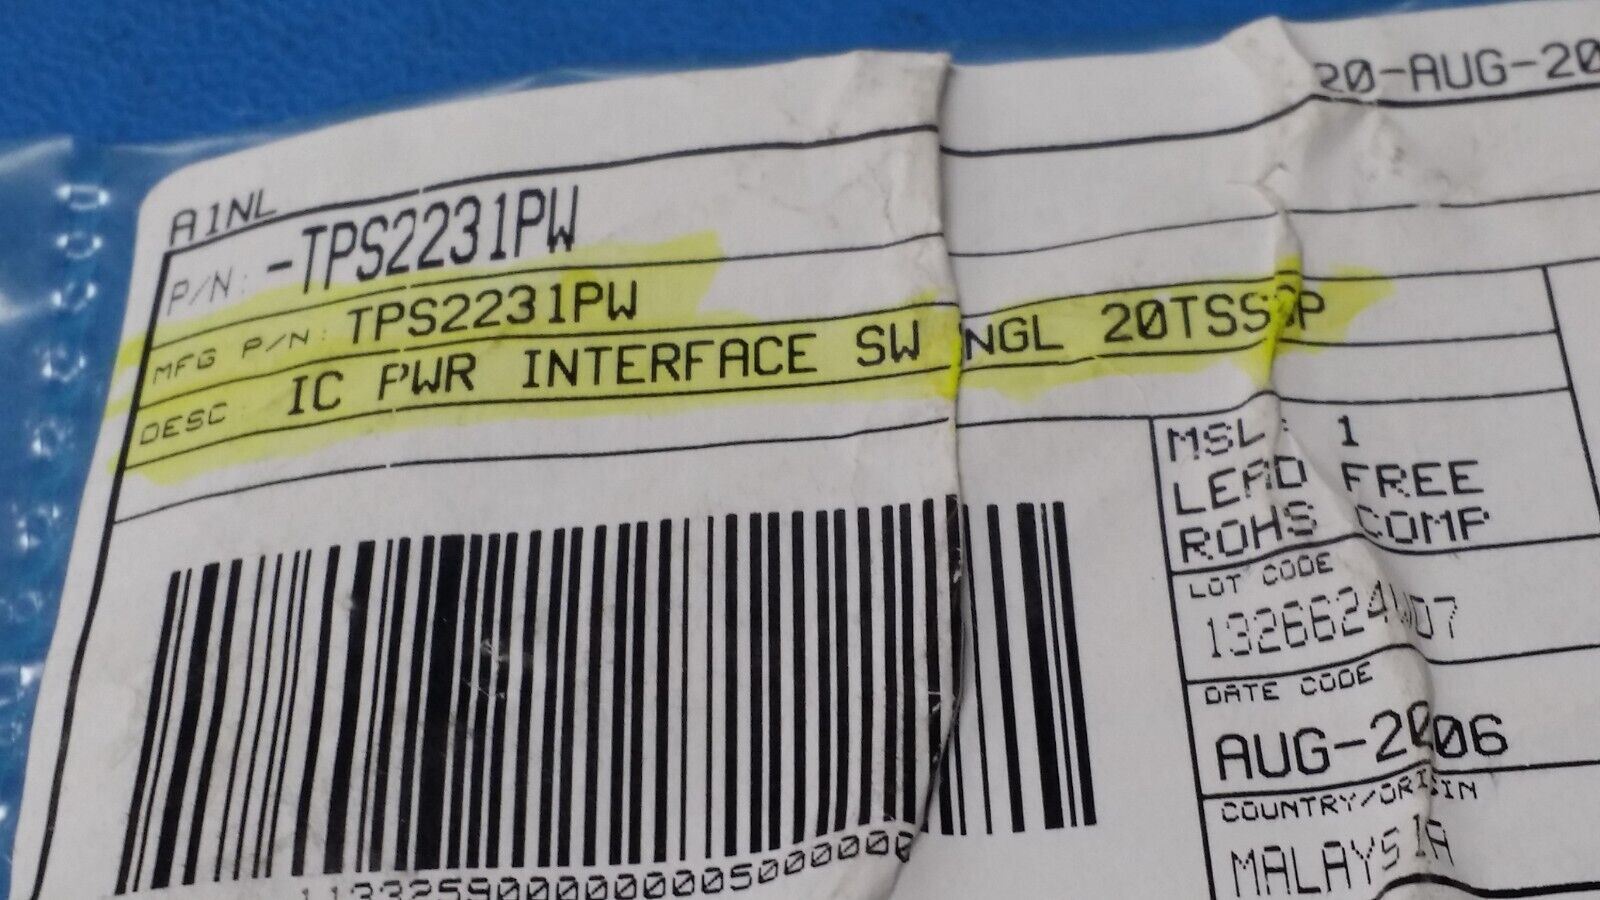 20-AUG-20
A1NL
P/N: -TPS2231PW
MFG P/N: TPS2231PW
DESC: IC PWR INTERFACE SW NGL 20TSSOP
MSL: 1
LEAD FREE
ROHS COMP
LOT CODE
DATE CODE
AUG-2006
COUNTRY/ORIGIN
MALAYSIA